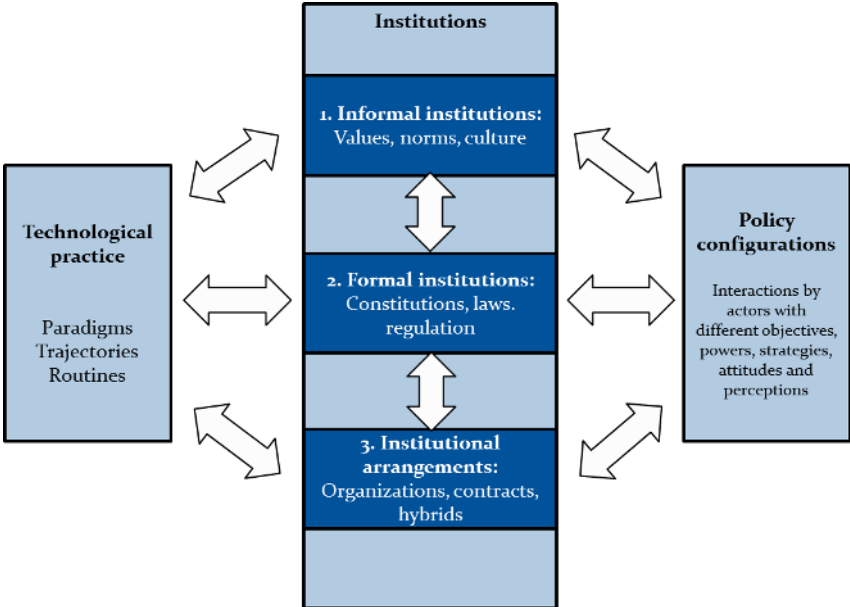 Institutions
1. Informal institutions:
Values, norms, culture
Technological
practice
Paradigms
Trajectories
Routines
2. Formal institutions:
Constitutions, laws.
regulation
Policy
configurations
Interactions by
actors with
different objectives,
powers, strategies,
attitudes and
perceptions
3. Institutional
arrangements:
Organizations, contracts,
hybrids